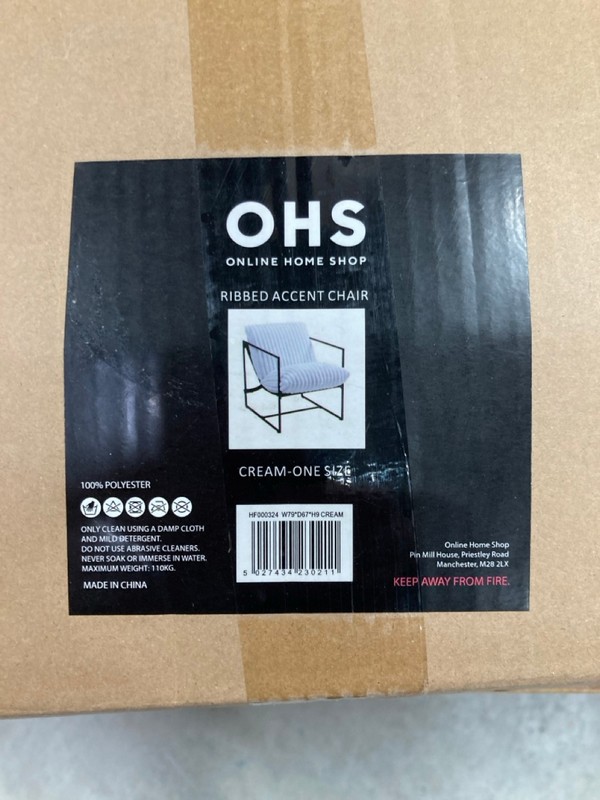 OHS
ONLINE HOME SHOP
RIBBED ACCENT CHAIR
CREAM-ONE SIZE
100% POLYESTER
ONLY CLEAN USING A DAMP CLOTH
AND MILD DETERGENT.
DO NOT USE ABRASIVE CLEANERS.
NEVER SOAK OR IMMERSE IN WATER.
MAXIMUM WEIGHT: 110KG.
MADE IN CHINA
HF000324 W79*D67*H9 CREAM
5 027434 230211
Online Home Shop
Pin Mill House, Priestley Road
Manchester, M28 2LX
KEEP AWAY FROM FIRE.